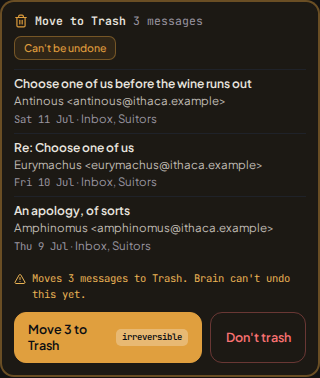 Move to Trash 3 messages
Can't be undone
Choose one of us before the wine runs out
Antinous <antinous@ithaca.example>
Sat 11 Jul · Inbox, Suitors
Re: Choose one of us
Eurymachus <eurymachus@ithaca.example>
Fri 10 Jul · Inbox, Suitors
An apology, of sorts
Amphinomus <amphinomus@ithaca.example>
Thu 9 Jul · Inbox, Suitors
Moves 3 messages to Trash. Brain can't undo
this yet.
Move 3 to
Trash
irreversible
Don't trash